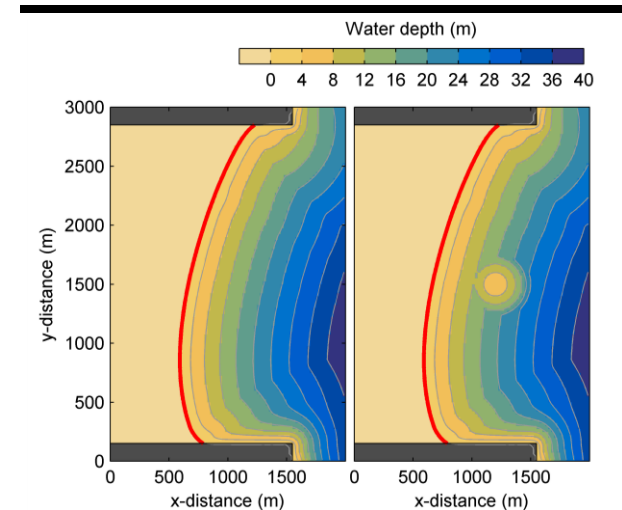 Water depth (m)
0 4 8 12 16 20 24 28 32 36 40
3000
2500
2000
1500
1000
500
0
y-distance (m)
0 500 1000 1500
0 500 1000 1500
x-distance (m)
x-distance (m)